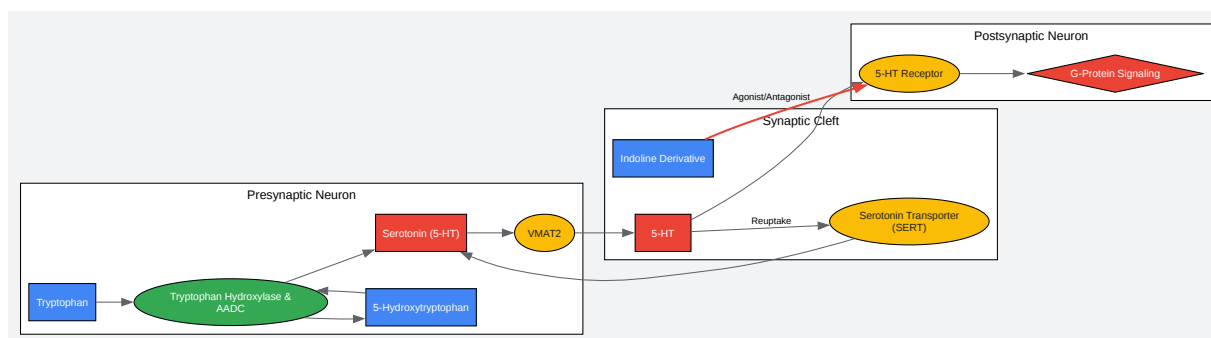 Postsynaptic Neuron
5-HT Receptor
G-Protein Signaling
Agonist/Antagonist
Synaptic Cleft
Indoline Derivative
Presynaptic Neuron
Serotonin (5-HT)
VMAT2
5-HT
Reuptake
Serotonin Transporter
(SERT)
Tryptophan
Tryptophan Hydroxylase &
AADC
5-Hydroxytryptophan